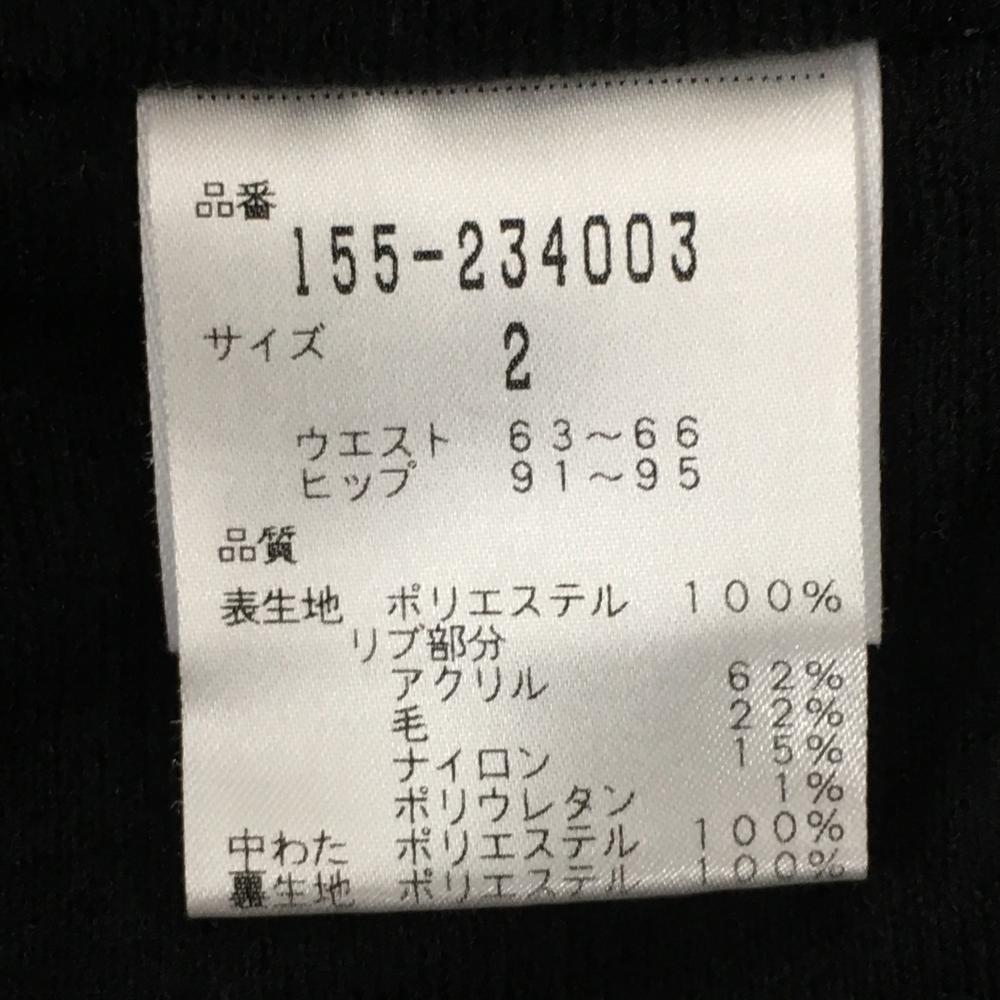 品番
155-234003
サイズ 2
ウエスト 63～66
ヒップ 91～95
品質
表生地 ポリエステル 100%
リブ部分
アクリル 62%
毛 22%
ナイロン 15%
ポリウレタン 1%
中わた ポリエステル 100%
裏生地 ポリエステル 100%